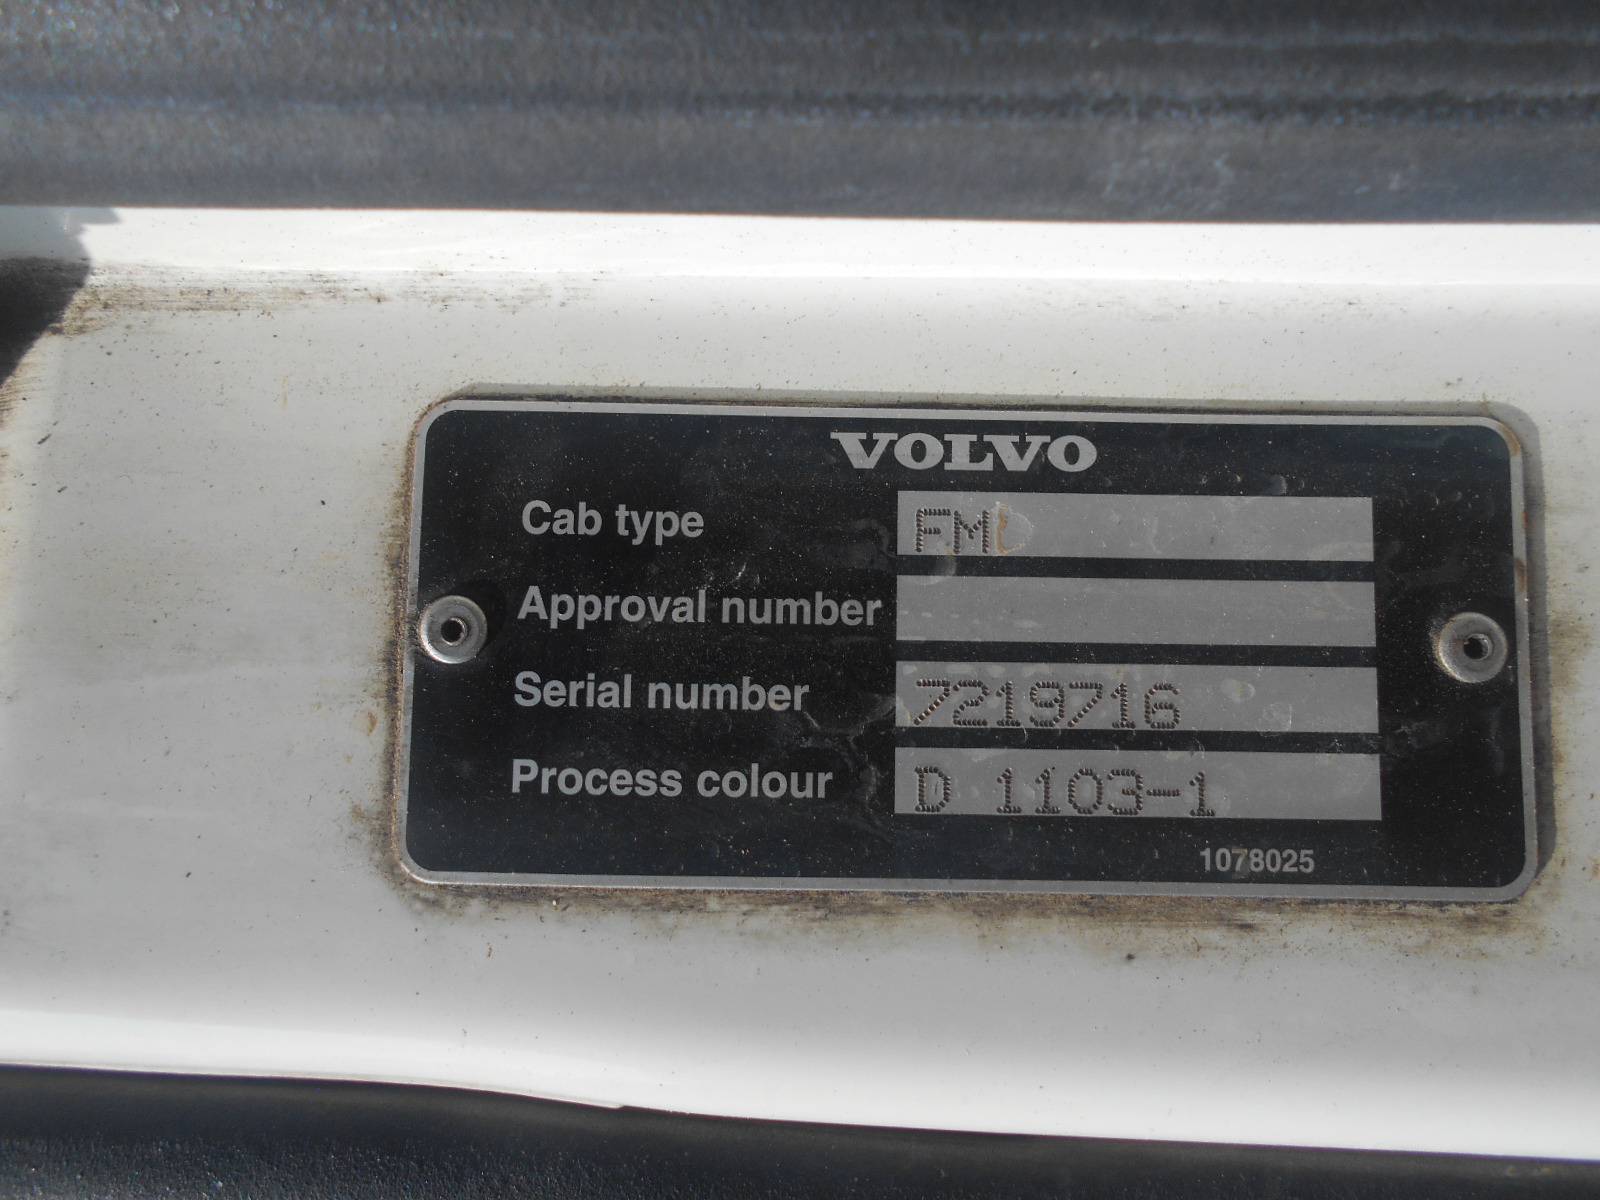 VOLVO
Cab type FM
Approval number
Serial number 7219716
Process colour D 1103-1
1078025